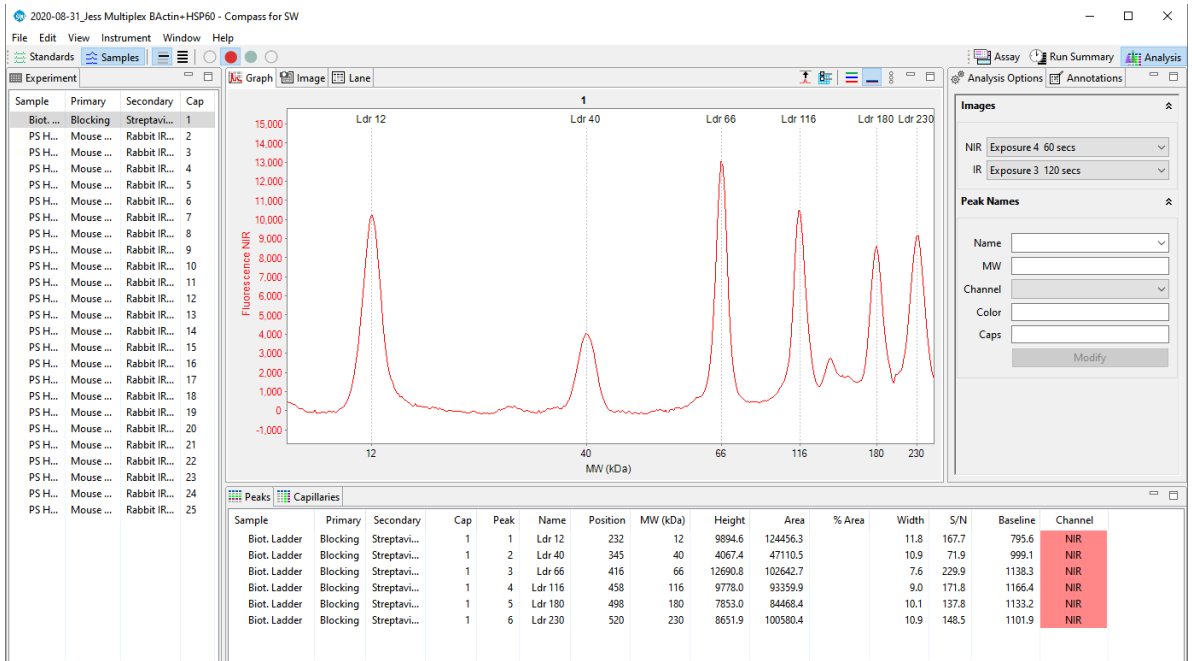 2020-08-31_Jess Multiplex BActin+HSP60 - Compass for SW
File Edit View Instrument Window Help
Standards Samples Assay Run Summary Analysis
Experiment
Sample Primary Secondary Cap
Biot. ... Blocking Streptavi... 1
PS H... Mouse ... Rabbit IR... 2
PS H... Mouse ... Rabbit IR... 3
PS H... Mouse ... Rabbit IR... 4
PS H... Mouse ... Rabbit IR... 5
PS H... Mouse ... Rabbit IR... 6
PS H... Mouse ... Rabbit IR... 7
PS H... Mouse ... Rabbit IR... 8
PS H... Mouse ... Rabbit IR... 9
PS H... Mouse ... Rabbit IR... 10
PS H... Mouse ... Rabbit IR... 11
PS H... Mouse ... Rabbit IR... 12
PS H... Mouse ... Rabbit IR... 13
PS H... Mouse ... Rabbit IR... 14
PS H... Mouse ... Rabbit IR... 15
PS H... Mouse ... Rabbit IR... 16
PS H... Mouse ... Rabbit IR... 17
PS H... Mouse ... Rabbit IR... 18
PS H... Mouse ... Rabbit IR... 19
PS H... Mouse ... Rabbit IR... 20
PS H... Mouse ... Rabbit IR... 21
PS H... Mouse ... Rabbit IR... 22
PS H... Mouse ... Rabbit IR... 23
PS H... Mouse ... Rabbit IR... 24
PS H... Mouse ... Rabbit IR... 25
Graph Image Lane
1
Ldr 12 Ldr 40 Ldr 66 Ldr 116 Ldr 180 Ldr 230
Fluorescence NIR
15,000
14,000
13,000
12,000
11,000
10,000
9,000
8,000
7,000
6,000
5,000
4,000
3,000
2,000
1,000
0
-1,000
12 40 66 116 180 230
MW (kDa)
Analysis Options Annotations
Images
NIR Exposure 4 60 secs
IR Exposure 3 120 secs
Peak Names
Name
MW
Channel
Color
Caps
Modify
Peaks Capillaries
Sample Primary Secondary Cap Peak Name Position MW (kDa) Height Area % Area Width S/N Baseline Channel
Biot. Ladder Blocking Streptavi... 1 1 Ldr 12 232 12 9894.6 124456.3 11.8 167.7 795.6 NIR
Biot. Ladder Blocking Streptavi... 1 2 Ldr 40 345 40 4067.4 47110.5 10.9 71.9 999.1 NIR
Biot. Ladder Blocking Streptavi... 1 3 Ldr 66 416 66 12690.8 102642.7 7.6 229.9 1138.3 NIR
Biot. Ladder Blocking Streptavi... 1 4 Ldr 116 458 116 9778.0 93359.9 9.0 171.8 1166.4 NIR
Biot. Ladder Blocking Streptavi... 1 5 Ldr 180 498 180 7853.0 84468.4 10.1 137.8 1133.2 NIR
Biot. Ladder Blocking Streptavi... 1 6 Ldr 230 520 230 8651.9 100580.4 10.9 148.5 1101.9 NIR